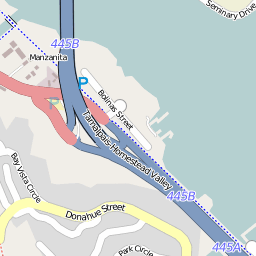 Seminary Drive
445B
Manzanita
P
Bolinas Street
Tamalpais-Homestead Valley
Bay Vista Circle
445B
Donahue Street
445A
Park Circle